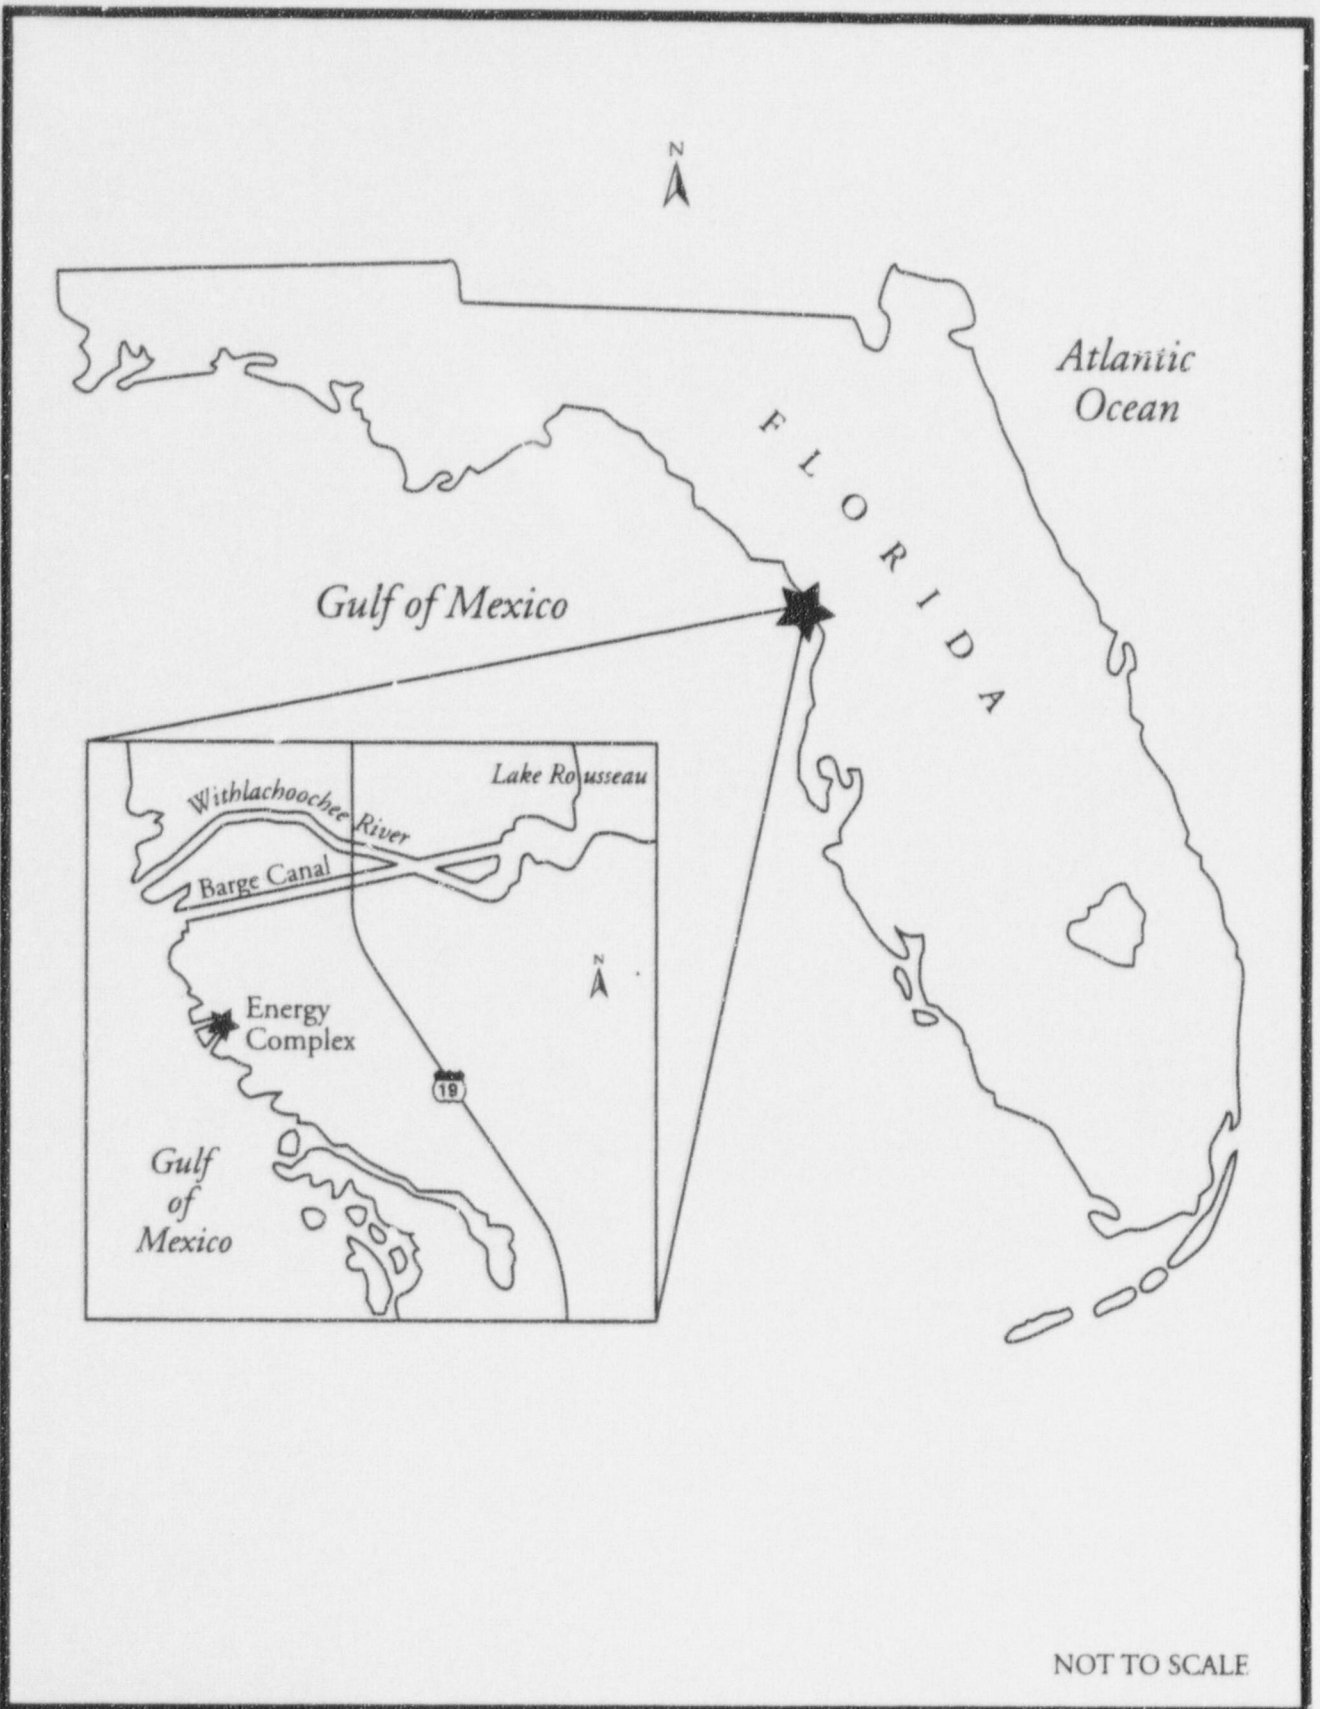 N
Atlantic
Ocean
FLORIDA
Gulf of Mexico
Lake Rousseau
Withlachoochee River
Barge Canal
N
Energy
Complex
19
Gulf
of
Mexico
NOT TO SCALE